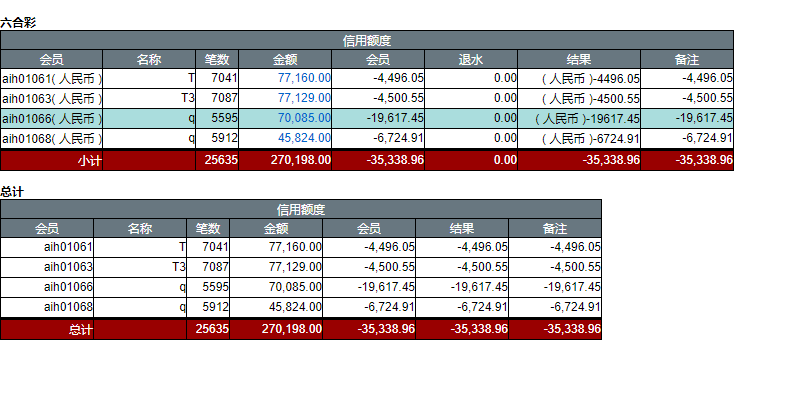 六合彩
信用额度
会员 名称 笔数 金额 会员 退水 结果 备注
aih01061( 人民币 ) T 7041 77,160.00 -4,496.05 0.00 ( 人民币 )-4496.05 -4,496.05
aih01063( 人民币 ) T3 7087 77,129.00 -4,500.55 0.00 ( 人民币 )-4500.55 -4,500.55
aih01066( 人民币 ) q 5595 70,085.00 -19,617.45 0.00 ( 人民币 )-19617.45 -19,617.45
aih01068( 人民币 ) q 5912 45,824.00 -6,724.91 0.00 ( 人民币 )-6724.91 -6,724.91
小计 25635 270,198.00 -35,338.96 0.00 -35,338.96 -35,338.96
总计
信用额度
会员 名称 笔数 金额 会员 结果 备注
aih01061 T 7041 77,160.00 -4,496.05 -4,496.05 -4,496.05
aih01063 T3 7087 77,129.00 -4,500.55 -4,500.55 -4,500.55
aih01066 q 5595 70,085.00 -19,617.45 -19,617.45 -19,617.45
aih01068 q 5912 45,824.00 -6,724.91 -6,724.91 -6,724.91
总计 25635 270,198.00 -35,338.96 -35,338.96 -35,338.96